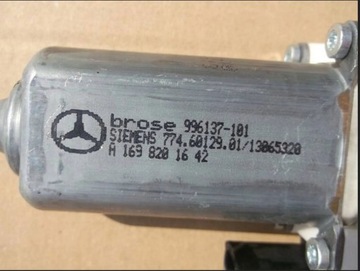 brose 996137-101
SIEMENS 774.60129.01/13065320
A 169 820 16 42